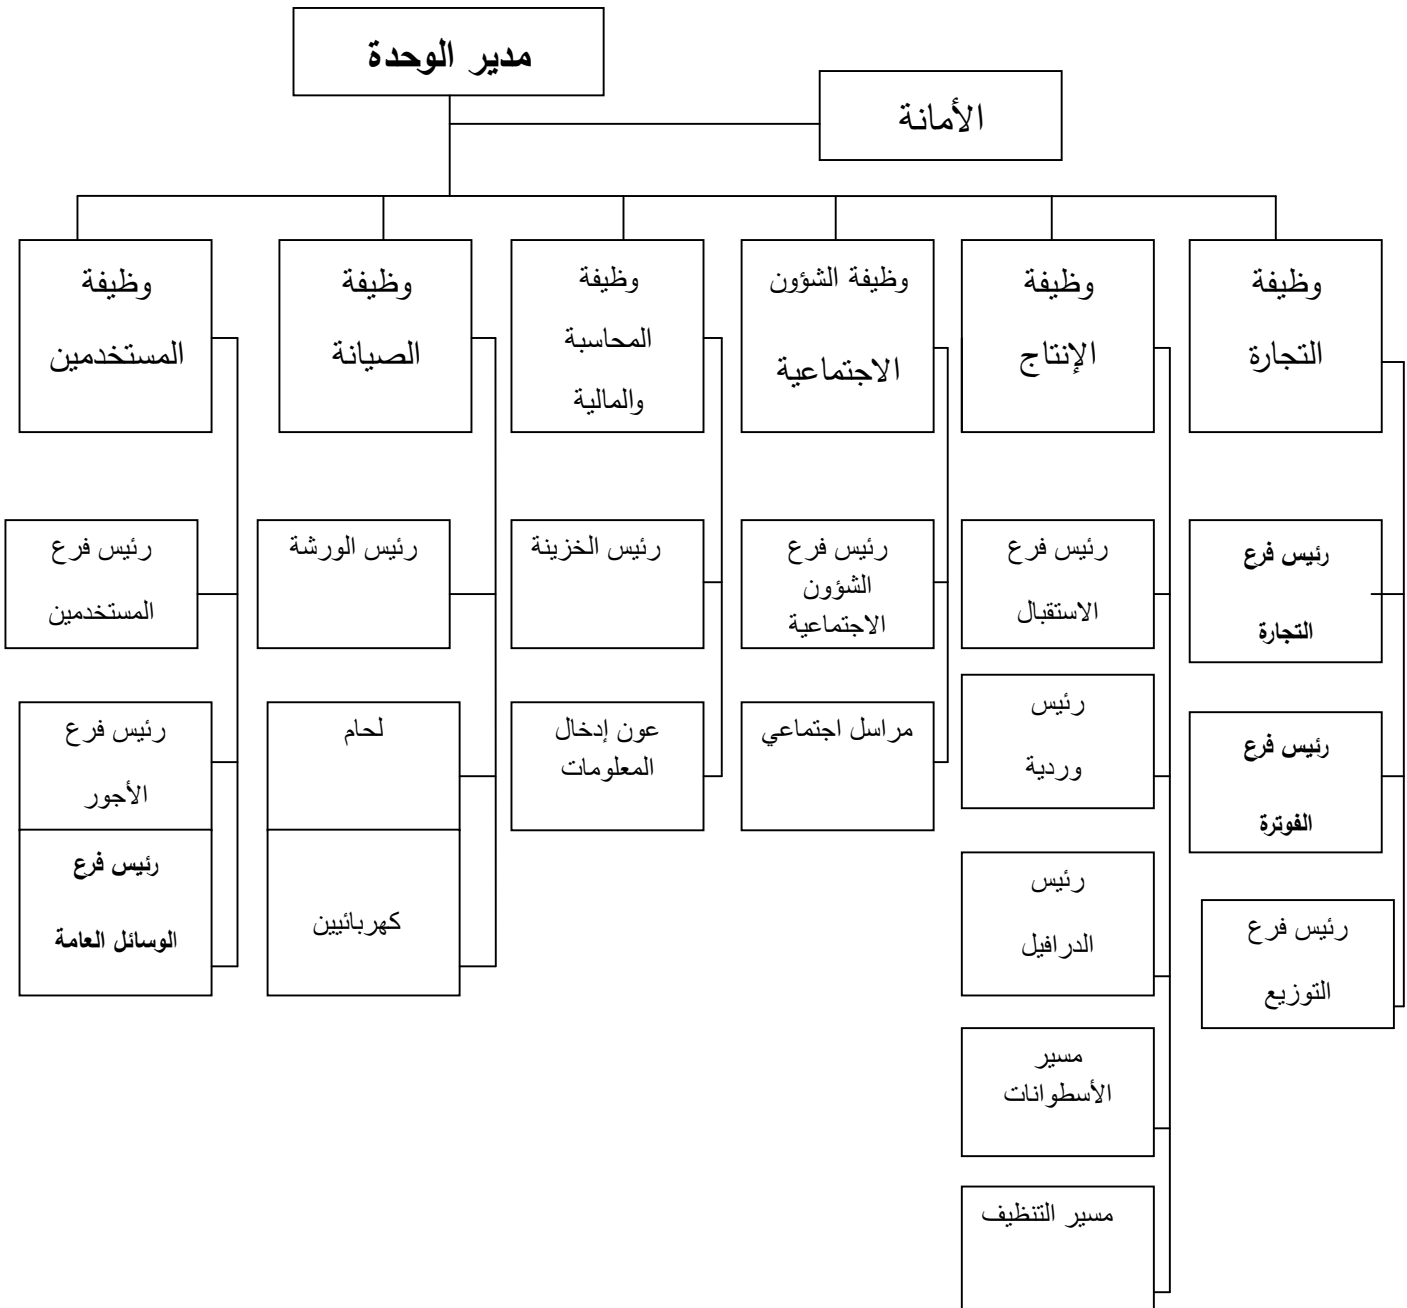 مدير الوحدة
الأمانة
وظيفة
التجارة
وظيفة
الإنتاج
وظيفة الشؤون
الاجتماعية
وظيفة
المحاسبة
والمالية
وظيفة
الصيانة
وظيفة
المستخدمين
رئيس فرع
التجارة
رئيس فرع
الاستقبال
رئيس فرع
الشؤون
الاجتماعية
رئيس الخزينة
رئيس الورشة
رئيس فرع
المستخدمين
رئيس فرع
الفوترة
رئيس
وردية
مراسل اجتماعي
عون إدخال
المعلومات
لحام
رئيس فرع
الأجور
رئيس فرع
التوزيع
رئيس
الدرافيل
كهربائيين
رئيس فرع
الوسائل العامة
مسير
الأسطوانات
مسير التنظيف